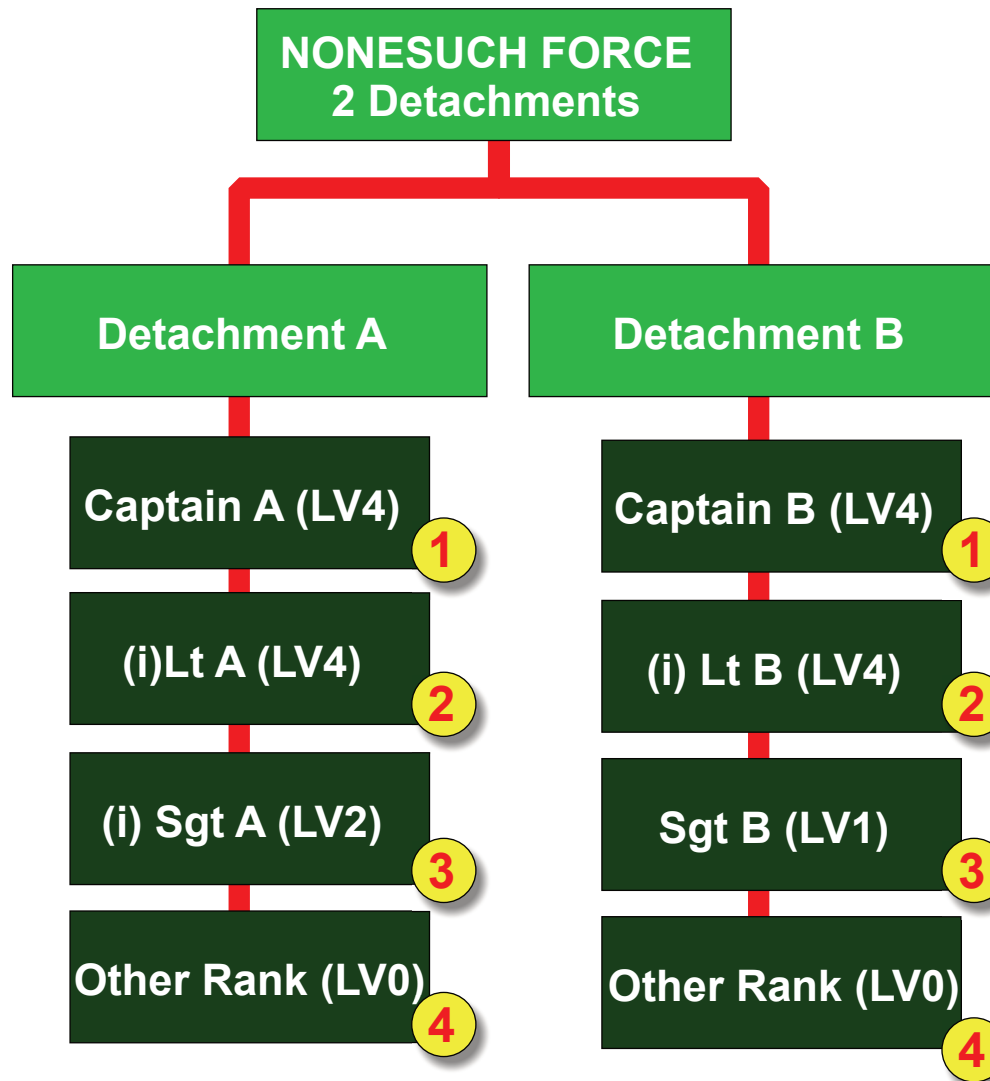 NONESUCH FORCE
2 Detachments
Detachment A
Captain A (LV4)
1
(i)Lt A (LV4)
2
(i) Sgt A (LV2)
3
Other Rank (LV0)
4
Detachment B
Captain B (LV4)
1
(i) Lt B (LV4)
2
Sgt B (LV1)
3
Other Rank (LV0)
4